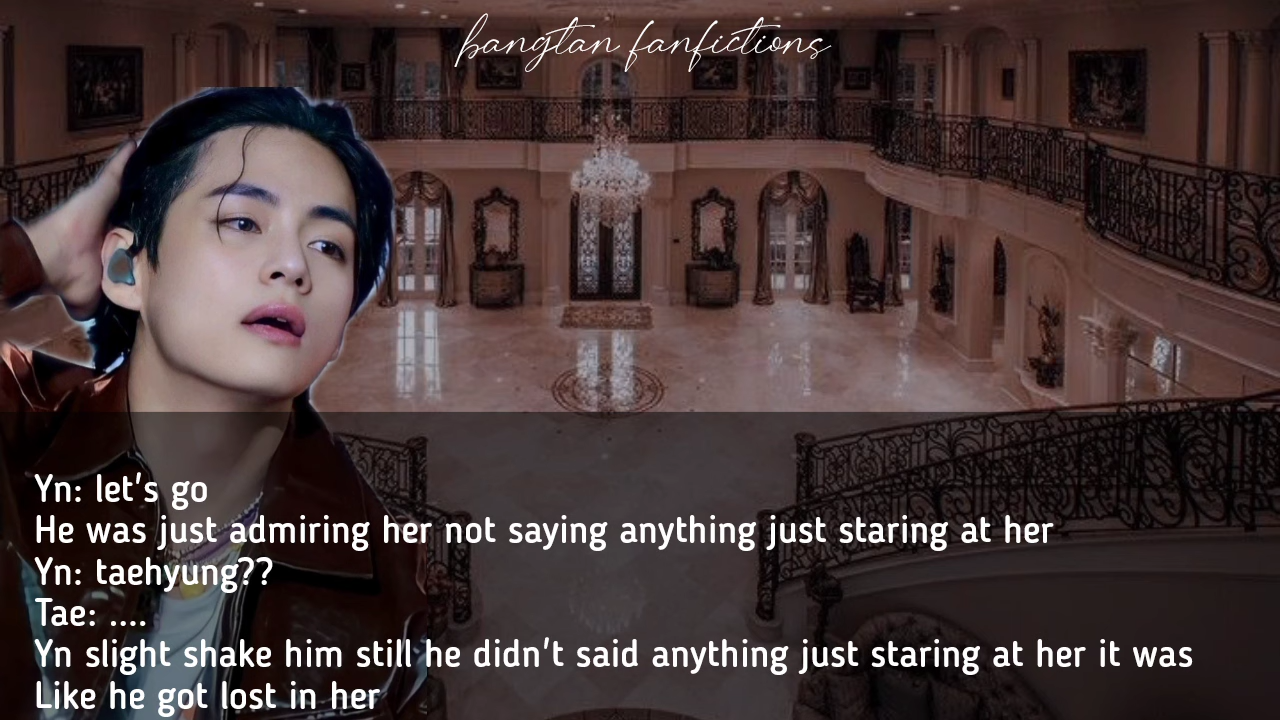 bangtan fanfictions
Yn: let's go
He was just admiring her not saying anything just staring at her
Yn: taehyung??
Tae: ....
Yn slight shake him still he didn't said anything just staring at her it was
Like he got lost in her